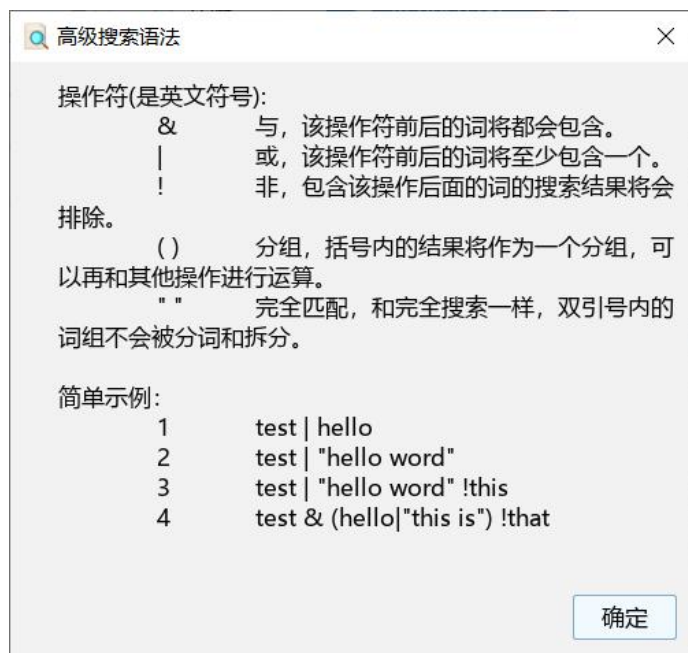 高级搜索语法
操作符(是英文符号):
& 与，该操作符前后的词将都会包含。
| 或，该操作符前后的词将至少包含一个。
! 非，包含该操作后面的词的搜索结果将会
排除。
( ) 分组，括号内的结果将作为一个分组，可
以再和其他操作进行运算。
" " 完全匹配，和完全搜索一样，双引号内的
词组不会被分词和拆分。
简单示例：
1 test | hello
2 test | "hello word"
3 test | "hello word" !this
4 test & (hello|"this is") !that
确定